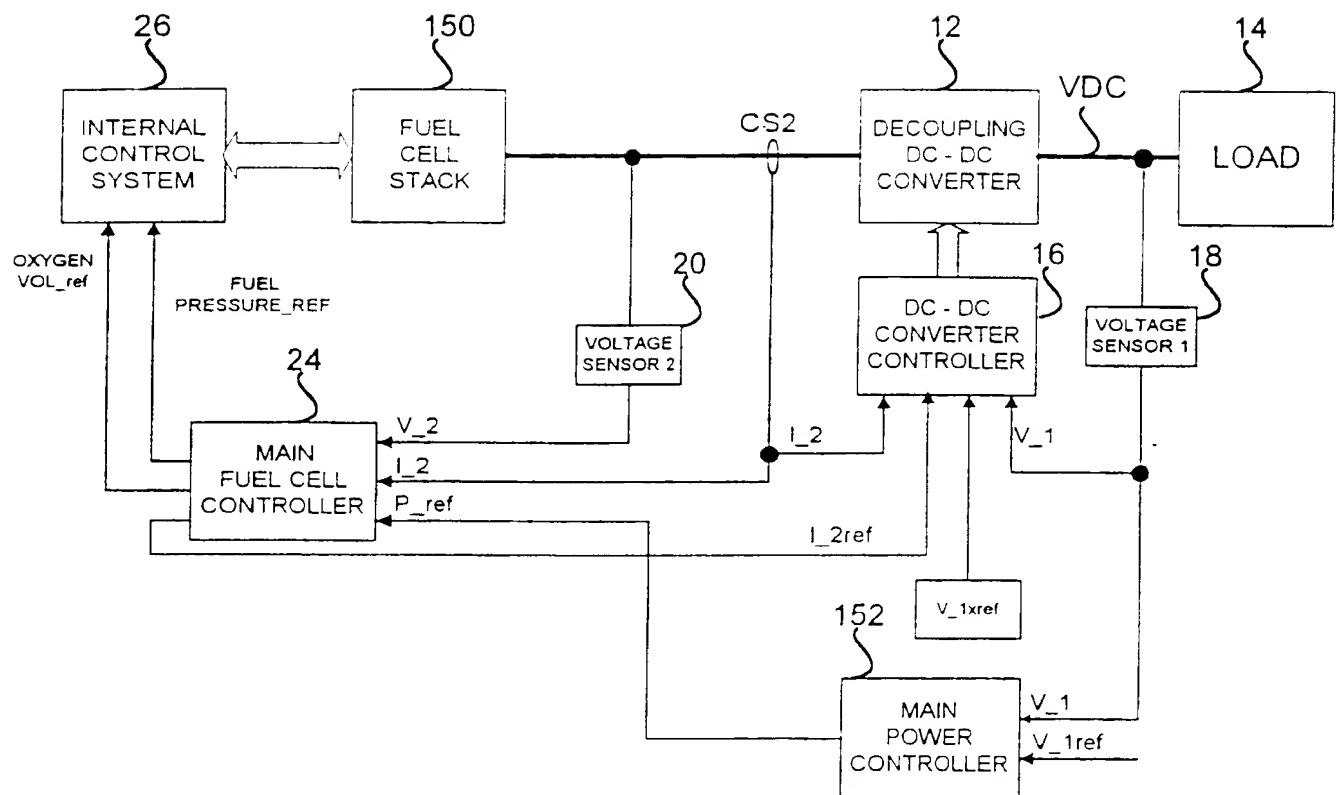 26
150
12
14
INTERNAL
CONTROL
SYSTEM
FUEL
CELL
STACK
CS2
DECOUPLING
DC - DC
CONVERTER
VDC
LOAD
OXYGEN
VOL_ref
FUEL
PRESSURE_REF
20
VOLTAGE
SENSOR 2
16
DC - DC
CONVERTER
CONTROLLER
18
VOLTAGE
SENSOR 1
24
MAIN
FUEL CELL
CONTROLLER
V_2
I_2
P_ref
I_2
V_1
I_2ref
V_1xref
152
MAIN
POWER
CONTROLLER
V_1
V_1ref